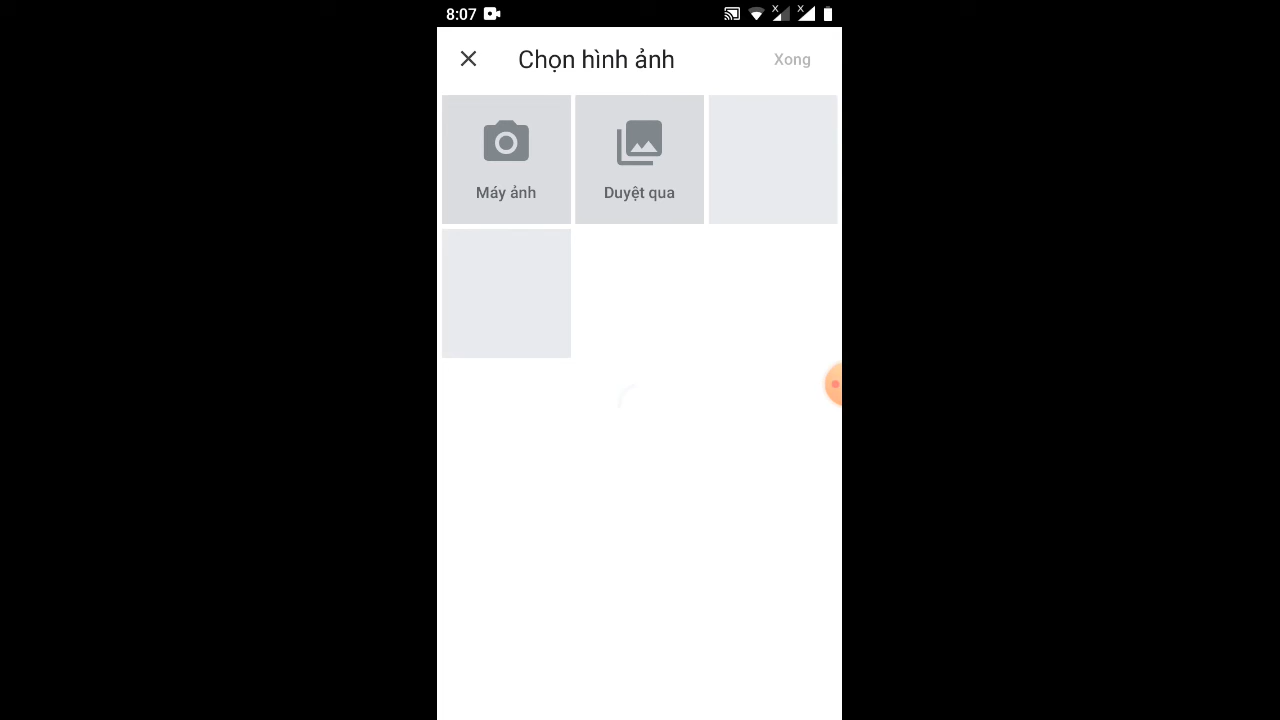 8:07
Chọn hình ảnh
Xong
Máy ảnh
Duyệt qua